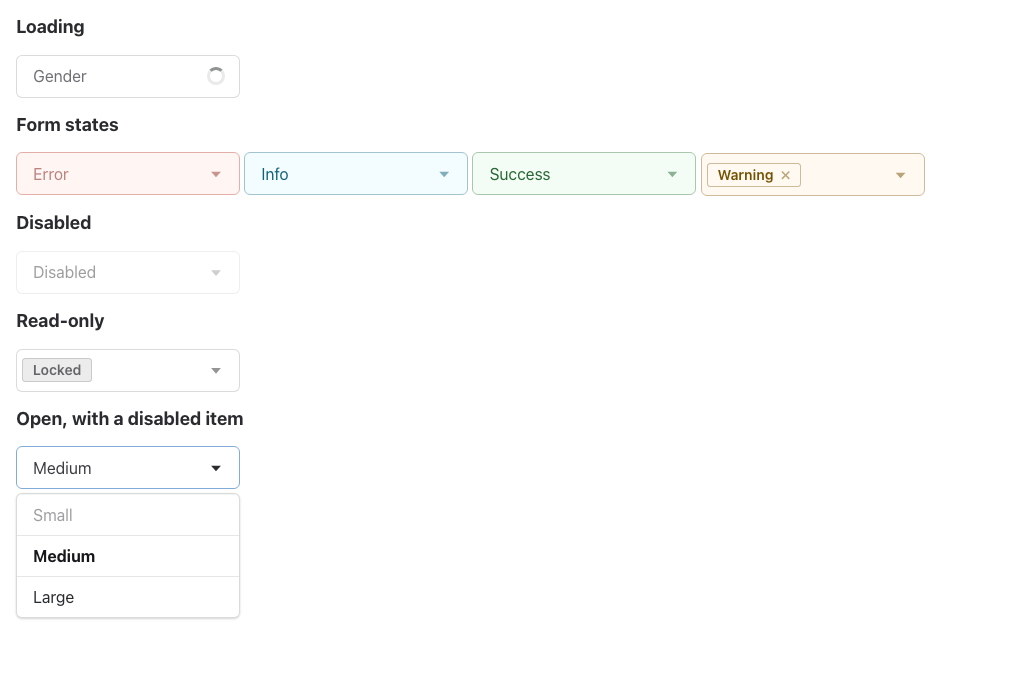 Loading
Gender
Form states
Error
Info
Success
Warning
Disabled
Disabled
Read-only
Locked
Open, with a disabled item
Medium
Small
Medium
Large